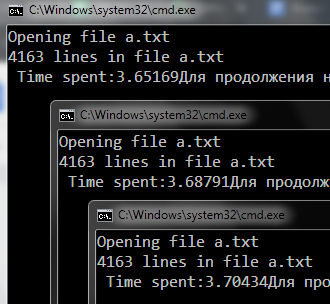 C:\Windows\system32\cmd.exe
Opening file a.txt
4163 lines in file a.txt
Time spent:3.65169Для продолжения н
C:\Windows\system32\cmd.exe
Opening file a.txt
4163 lines in file a.txt
Time spent:3.68791Для продолж
C:\Windows\system32\cmd.exe
Opening file a.txt
4163 lines in file a.txt
Time spent:3.70434Для про